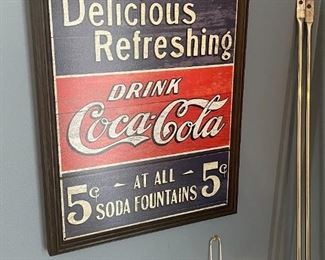 Delicious
Refreshing
DRINK
Coca-Cola
5¢ - AT ALL - 5¢
SODA FOUNTAINS